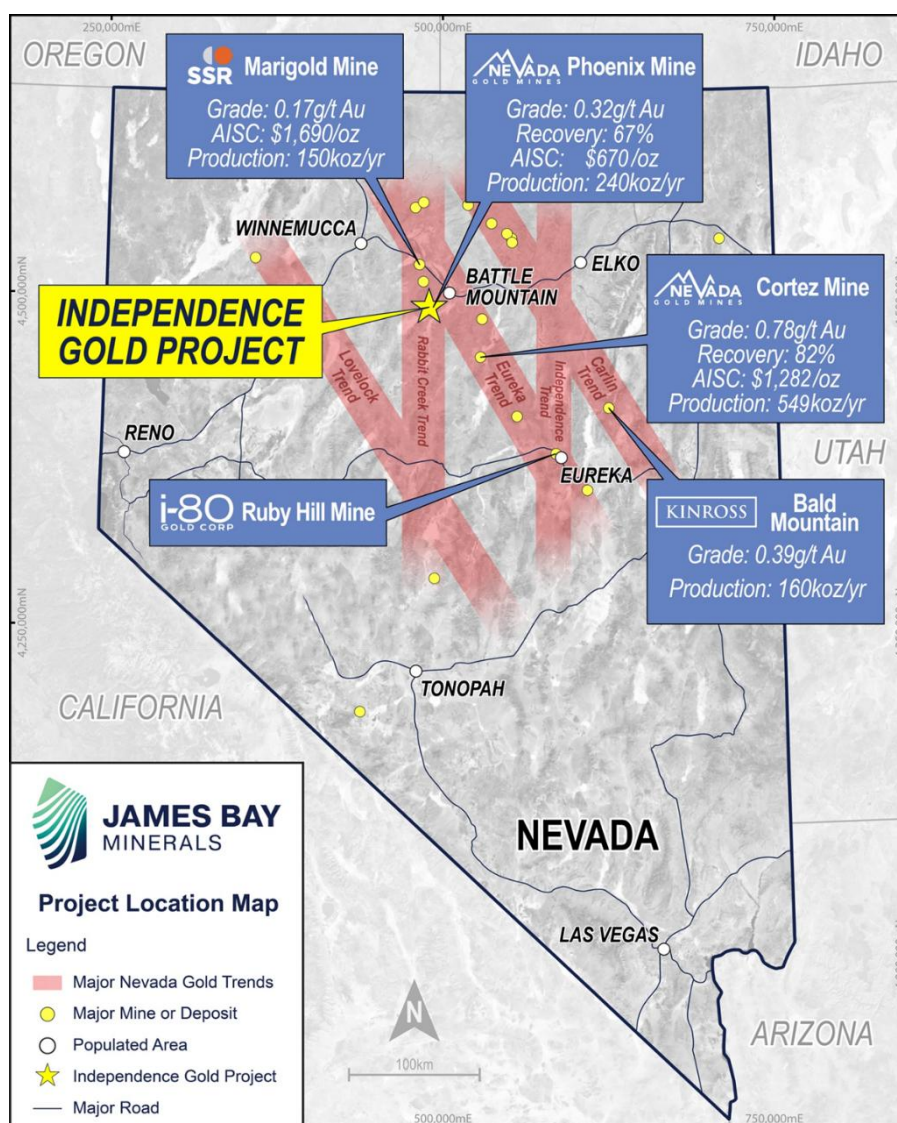 250,000mE
500,000mE
750,000mE
OREGON
IDAHO
SSR
Marigold Mine
Grade: 0.17g/t Au
AISC: $1,690/oz
Production: 150koz/yr
NEVADA
GOLD MINES
Phoenix Mine
Grade: 0.32g/t Au
Recovery: 67%
AISC: $670/oz
Production: 240koz/yr
WINNEMUCCA
ELKO
BATTLE
MOUNTAIN
4,500,000mN
INDEPENDENCE
GOLD PROJECT
NEVADA
GOLD MINES
Cortez Mine
Grade: 0.78g/t Au
Recovery: 82%
AISC: $1,282/oz
Production: 549koz/yr
Lovelock
Trend
Rabbit Creek Trend
Eureka
Trend
Independence
Trend
Carlin
Trend
RENO
UTAH
EUREKA
i-80
GOLD CORP
Ruby Hill Mine
KINROSS
Bald
Mountain
Grade: 0.39g/t Au
Production: 160koz/yr
4,250,000mN
TONOPAH
CALIFORNIA
JAMES BAY
MINERALS
NEVADA
Project Location Map
LAS VEGAS
Legend
Major Nevada Gold Trends
Major Mine or Deposit
Populated Area
Independence Gold Project
Major Road
N
100km
ARIZONA
500,000mE
750,000mE